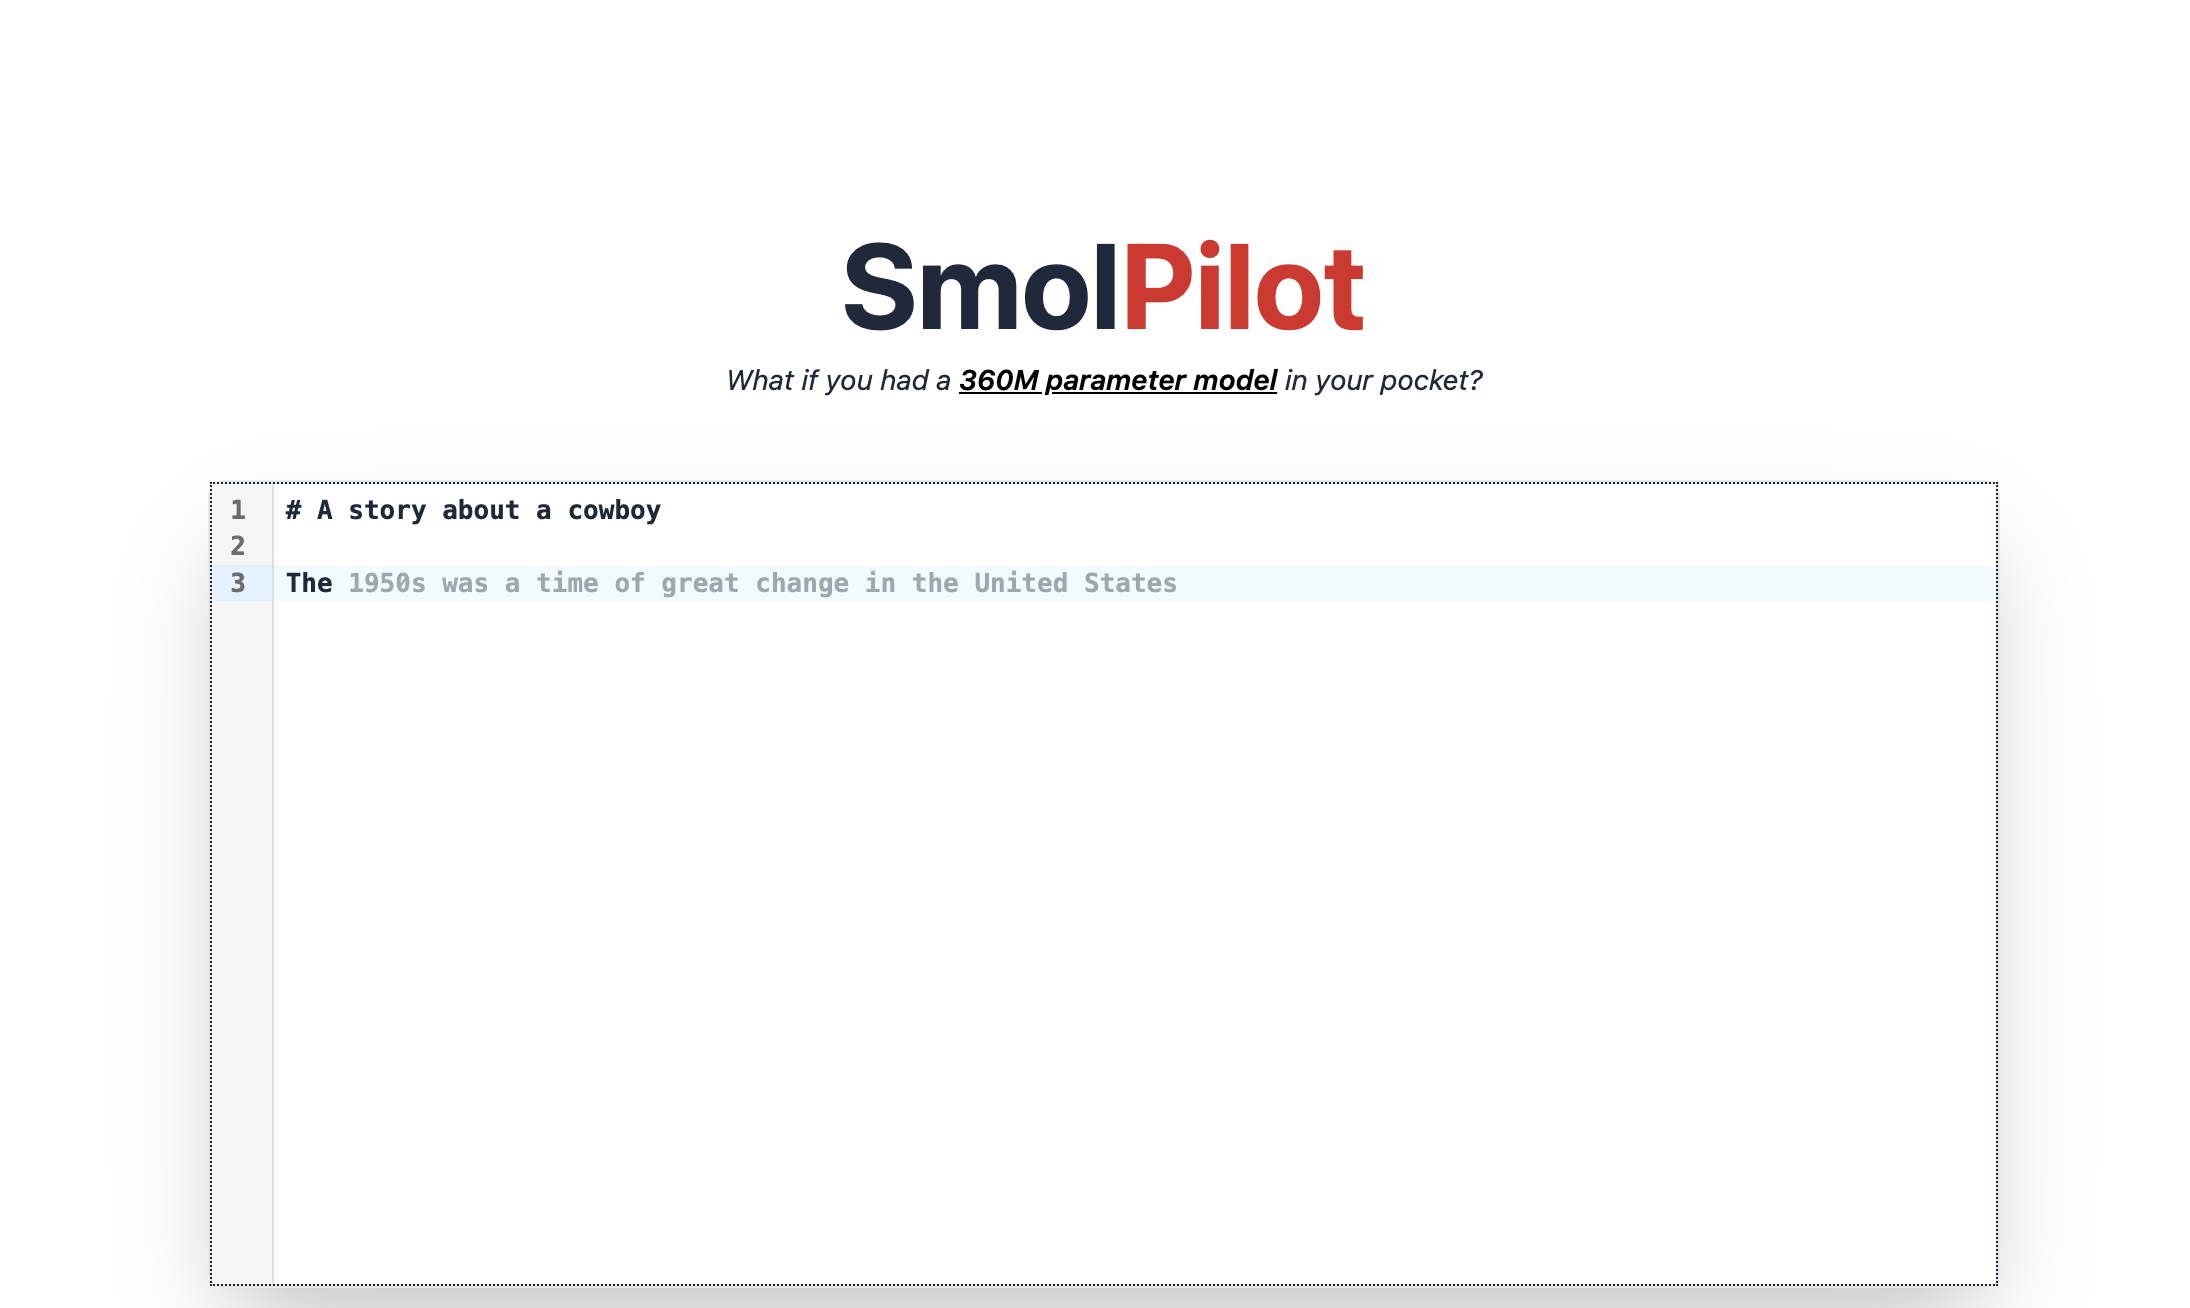 SmolPilot
What if you had a 360M parameter model in your pocket?
1 # A story about a cowboy
2
3 The 1950s was a time of great change in the United States